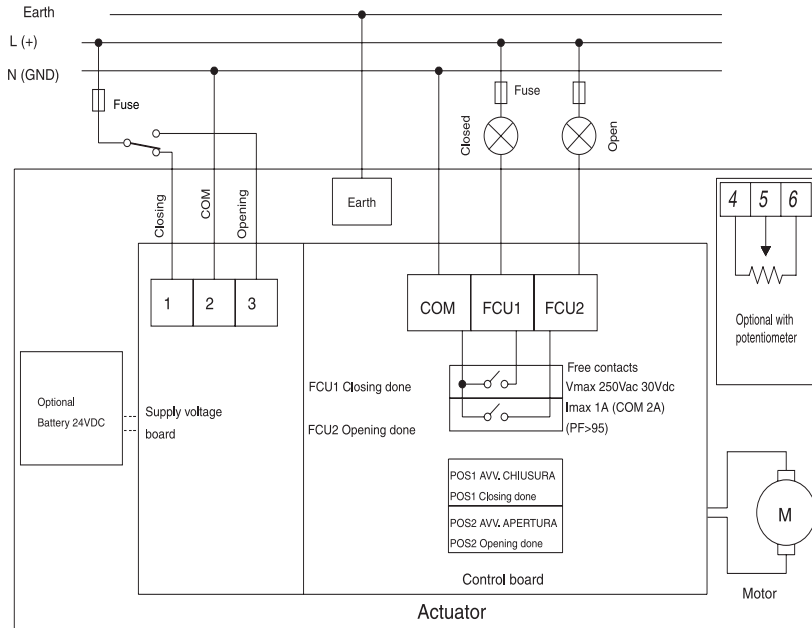 Earth
L (+)
N (GND)
Fuse
Fuse
Closed
Open
Closing
COM
Opening
Earth
4 5 6
Optional with
potentiometer
1 2 3
COM FCU1 FCU2
FCU1 Closing done
FCU2 Opening done
Free contacts
Vmax 250Vac 30Vdc
Imax 1A (COM 2A)
(PF>95)
Optional
Battery 24VDC
Supply voltage
board
POS1 AVV. CHIUSURA
POS1 Closing done
POS2 AVV. APERTURA
POS2 Opening done
Control board
M
Motor
Actuator